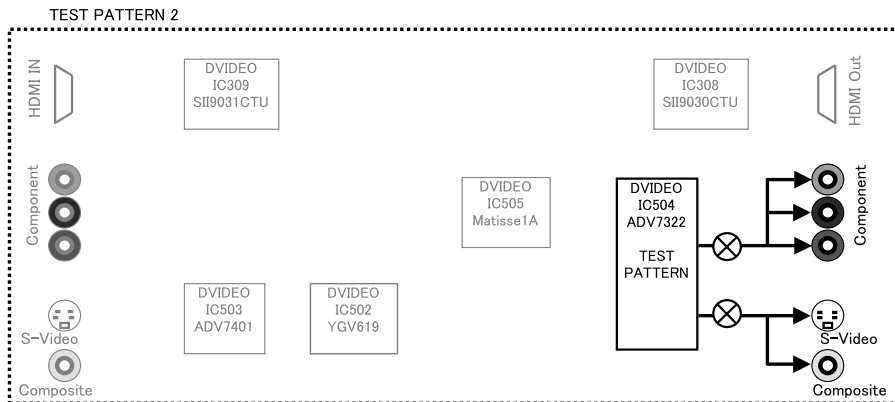 TEST PATTERN 2
HDMI IN
DVIDEO
IC309
SII9031CTU
DVIDEO
IC308
SII9030CTU
HDMI Out
Component
DVIDEO
IC505
Matisse1A
DVIDEO
IC504
ADV7322
TEST
PATTERN
Component
DVIDEO
IC503
ADV7401
DVIDEO
IC502
YGV619
S-Video
S-Video
Composite
Composite